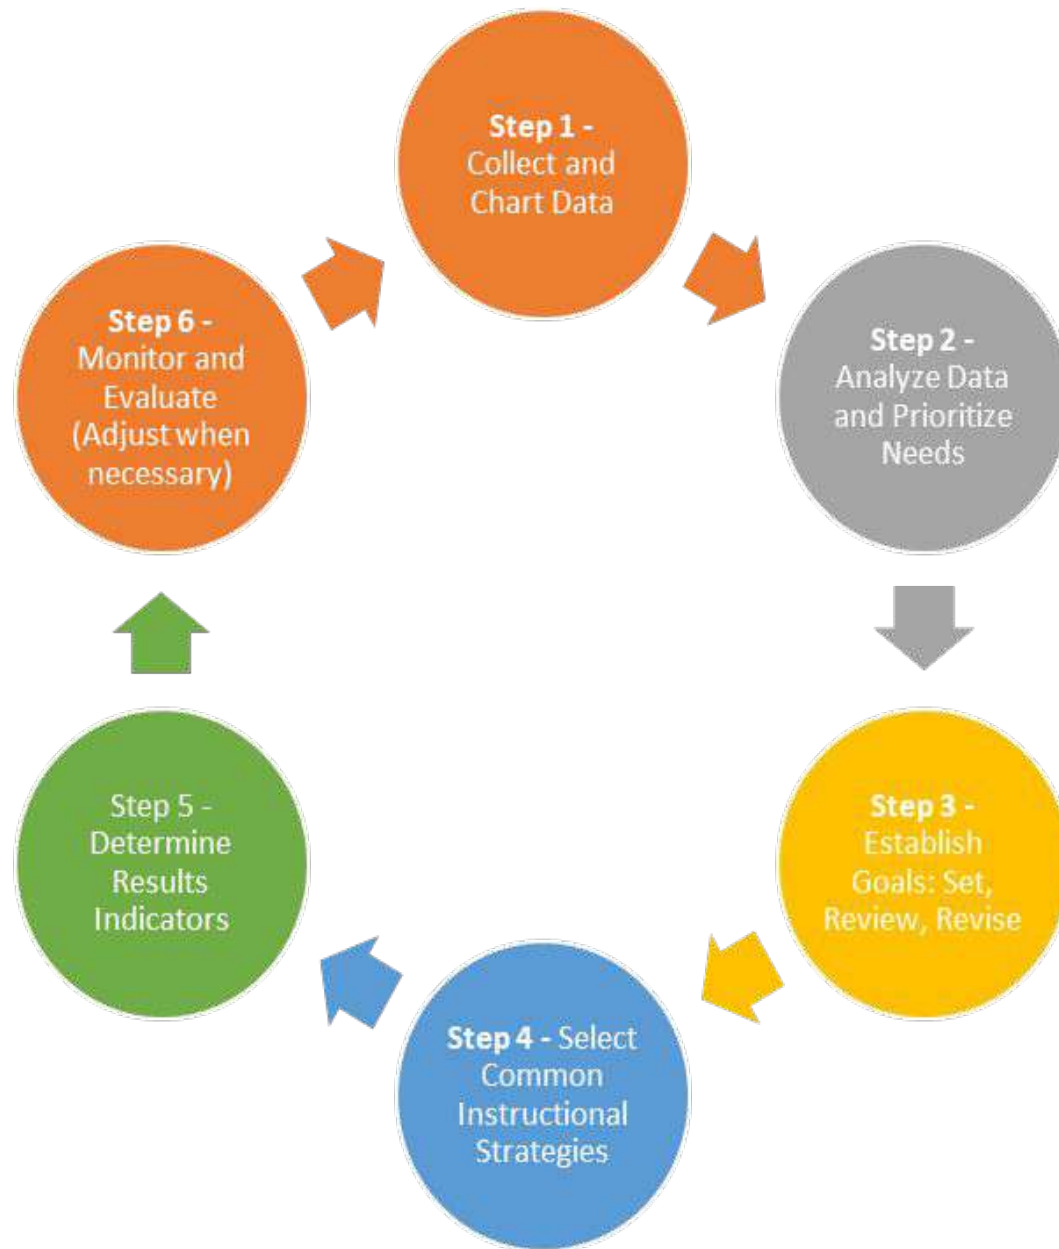 Step 1 -
Collect and
Chart Data
Step 2 -
Analyze Data
and Prioritize
Needs
Step 3 -
Establish
Goals: Set,
Review, Revise
Step 4 - Select
Common
Instructional
Strategies
Step 5 -
Determine
Results
Indicators
Step 6 -
Monitor and
Evaluate
(Adjust when
necessary)